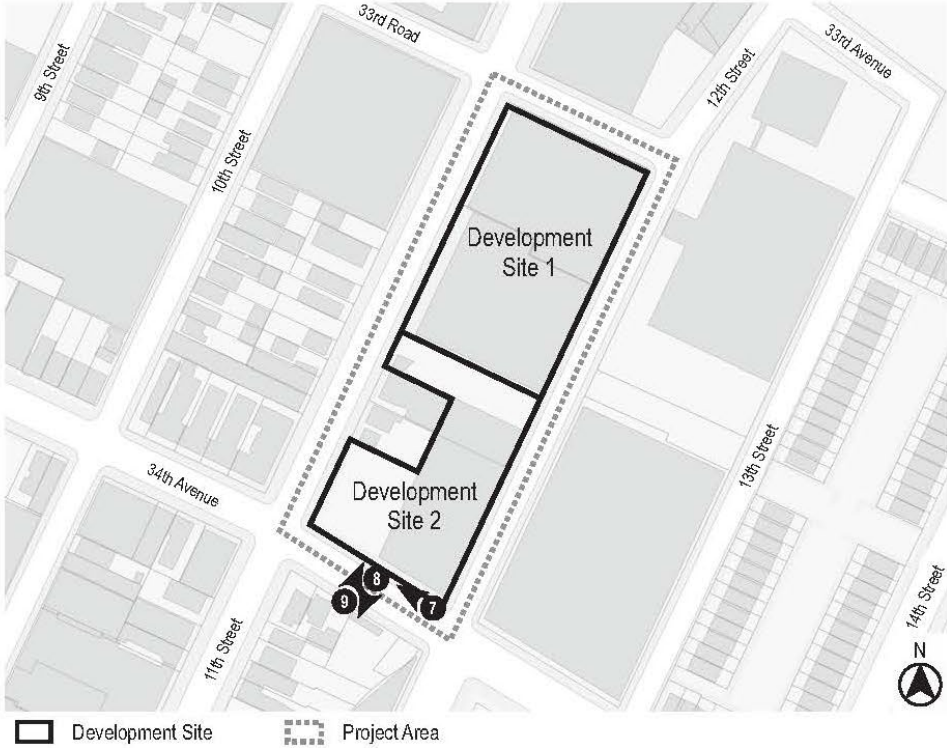 33rd Road
33rd Avenue
12th Street
9th Street
10th Street
Development
Site 1
13th Street
34th Avenue
Development
Site 2
8
9
7
14th Street
11th Street
N
Development Site
Project Area